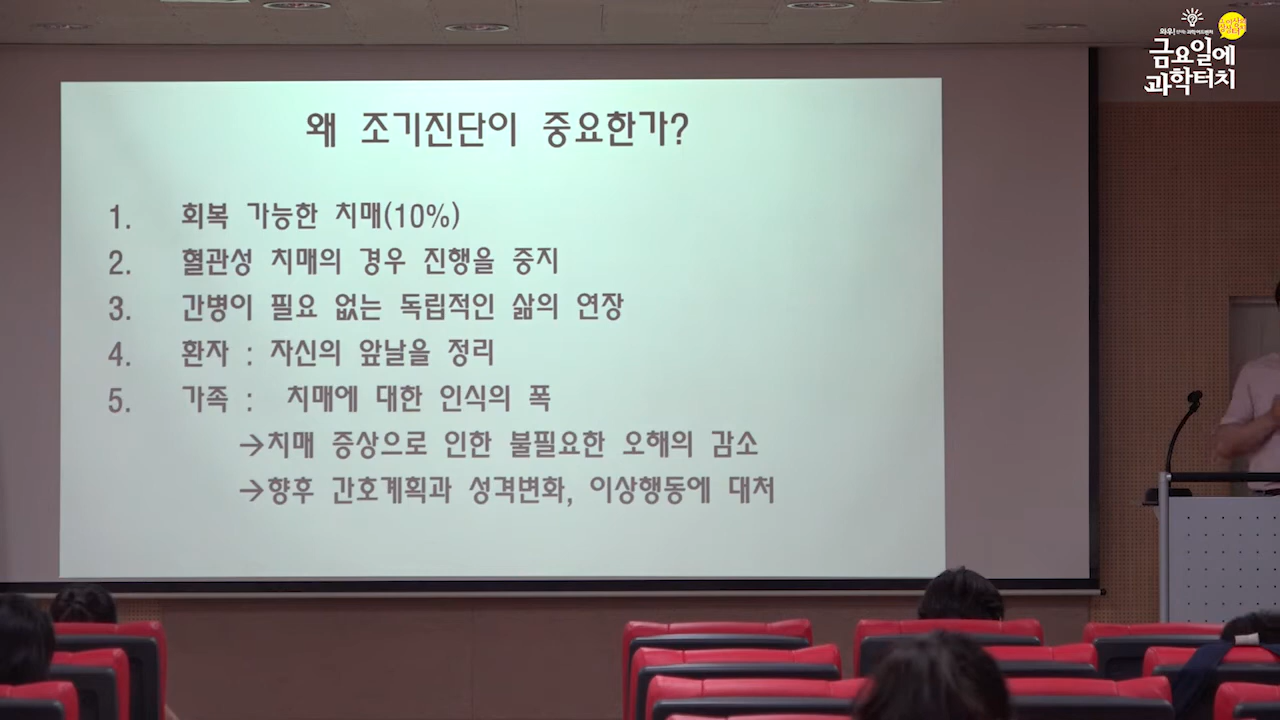 금요일에
과학터치
왜 조기진단이 중요한가?
1. 회복 가능한 치매(10%)
2. 혈관성 치매의 경우 진행을 중지
3. 간병이 필요 없는 독립적인 삶의 연장
4. 환자 : 자신의 앞날을 정리
5. 가족 : 치매에 대한 인식의 폭
→치매 증상으로 인한 불필요한 오해의 감소
→향후 간호계획과 성격변화, 이상행동에 대처